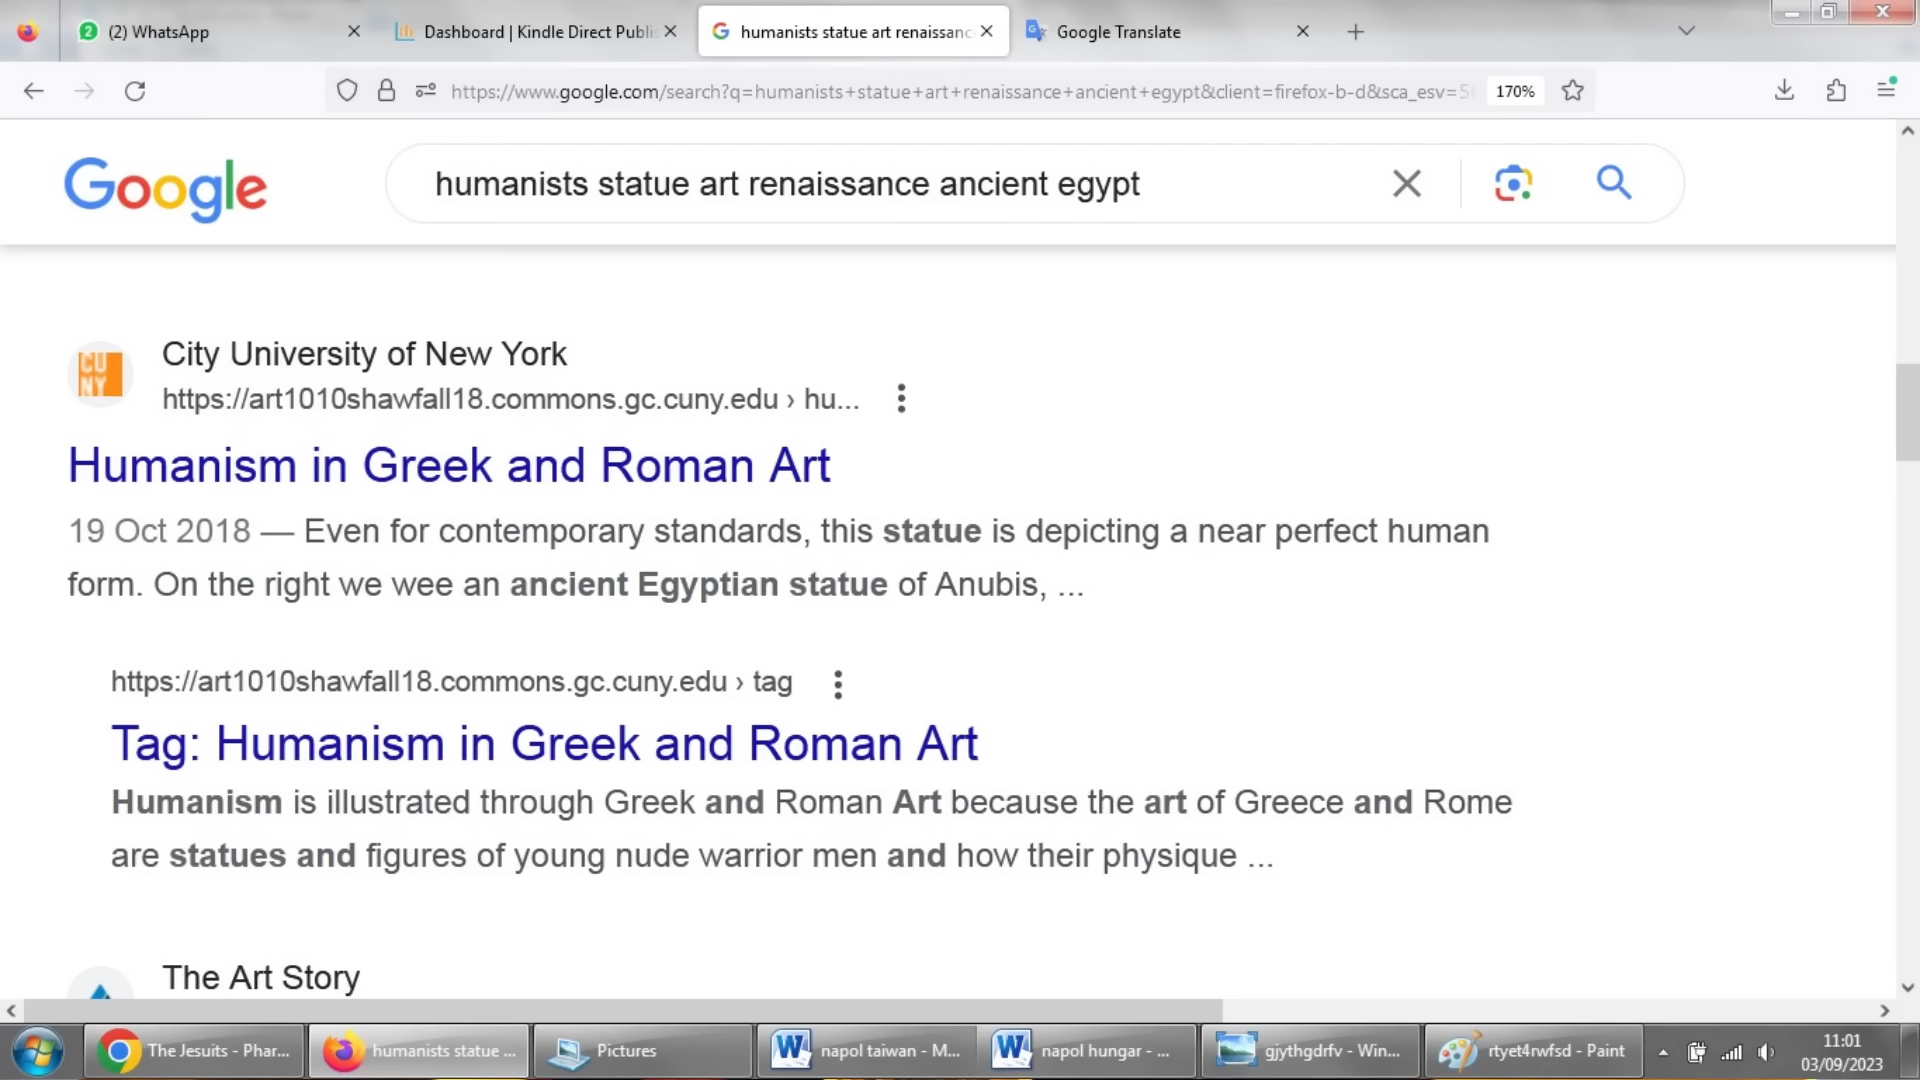 (2) WhatsApp
Dashboard | Kindle Direct Publis
humanists statue art renaissanc
Google Translate
https://www.google.com/search?q=humanists+statue+art+renaissance+ancient+egypt&client=firefox-b-d&sca_esv=5
170%
Google
humanists statue art renaissance ancient egypt
CU
NY
City University of New York
https://art1010shawfall18.commons.gc.cuny.edu › hu...
Humanism in Greek and Roman Art
19 Oct 2018 — Even for contemporary standards, this statue is depicting a near perfect human
form. On the right we wee an ancient Egyptian statue of Anubis, ...
https://art1010shawfall18.commons.gc.cuny.edu › tag
Tag: Humanism in Greek and Roman Art
Humanism is illustrated through Greek and Roman Art because the art of Greece and Rome
are statues and figures of young nude warrior men and how their physique ...
The Art Story
The Jesuits - Phar...
humanists statue ...
Pictures
napol taiwan - M...
napol hungar - ...
gjythgdrfv - Win...
rtyet4rwfsd - Paint
11:01
03/09/2023